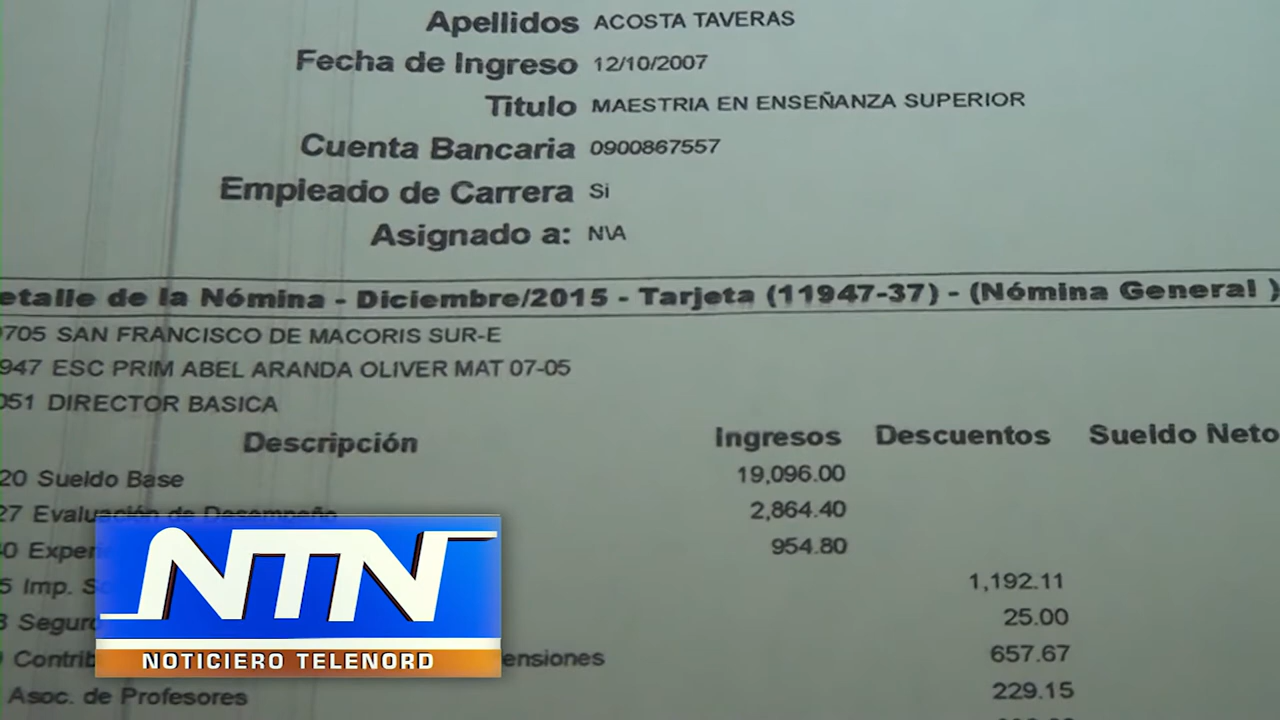 Apellidos ACOSTA TAVERAS
Fecha de Ingreso 12/10/2007
Titulo MAESTRIA EN ENSEÑANZA SUPERIOR
Cuenta Bancaria 0900867557
Empleado de Carrera Si
Asignado a: N\A
etalle de la Nómina - Diciembre/2015 - Tarjeta (11947-37) - (Nómina General )
705 SAN FRANCISCO DE MACORIS SUR-E
947 ESC PRIM ABEL ARANDA OLIVER MAT 07-05
051 DIRECTOR BASICA
Descripción Ingresos Descuentos Sueldo Neto
20 Sueldo Base 19,096.00
27 Evaluación de Desempeño 2,864.40
0 Experi 954.80
5 Imp. S 1,192.11
Seguro 25.00
Contrib ensiones 657.67
Asoc. de Profesores 229.15
NTN
NOTICIERO TELENORD